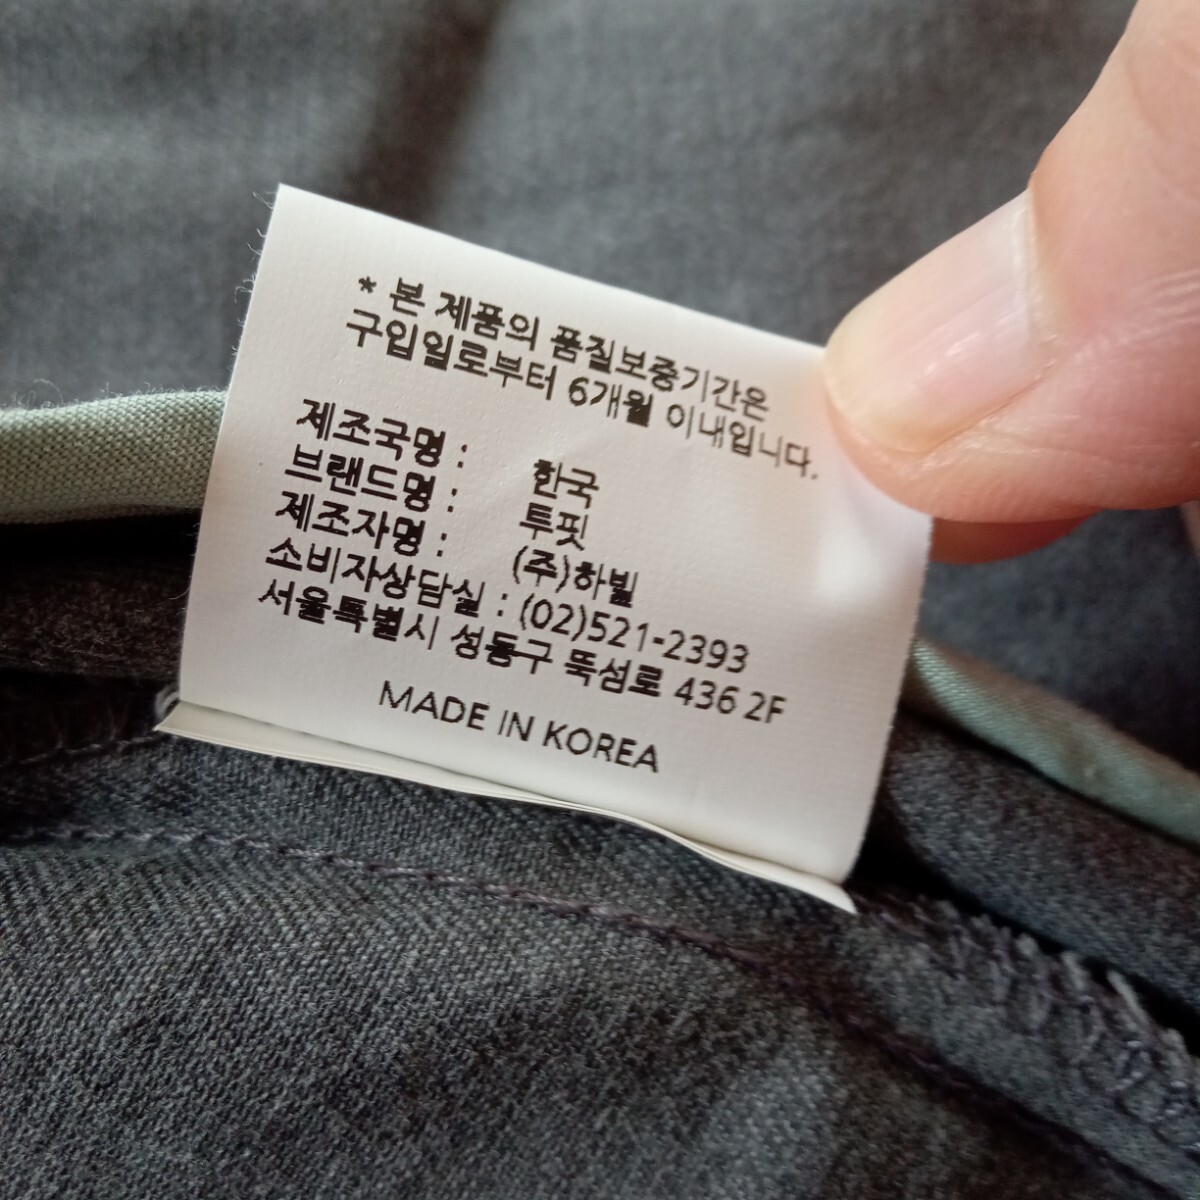 * 본 제품의 품질보증기간은
구입일로부터 6개월 이내입니다.
제조국명 : 한국
브랜드명 : 투핏
제조자명 : (주)하빌
소비자상담실 : (02)521-2393
서울특별시 성동구 뚝섬로 436 2F
MADE IN KOREA